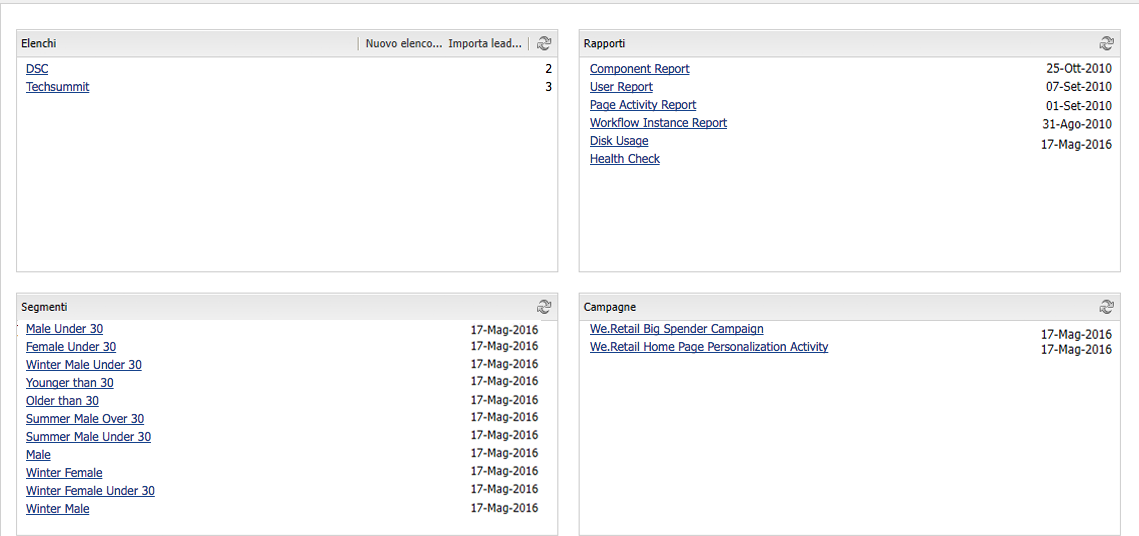 Elenchi Nuovo elenco... Importa lead...
DSC 2
Techsummit 3
Rapporti
Component Report 25-Ott-2010
User Report 07-Set-2010
Page Activity Report 01-Set-2010
Workflow Instance Report 31-Ago-2010
Disk Usage 17-Mag-2016
Health Check
Segmenti
Male Under 30 17-Mag-2016
Female Under 30 17-Mag-2016
Winter Male Under 30 17-Mag-2016
Younger than 30 17-Mag-2016
Older than 30 17-Mag-2016
Summer Male Over 30 17-Mag-2016
Summer Male Under 30 17-Mag-2016
Male 17-Mag-2016
Winter Female 17-Mag-2016
Winter Female Under 30 17-Mag-2016
Winter Male 17-Mag-2016
Campagne
We.Retail Big Spender Campaign 17-Mag-2016
We.Retail Home Page Personalization Activity 17-Mag-2016